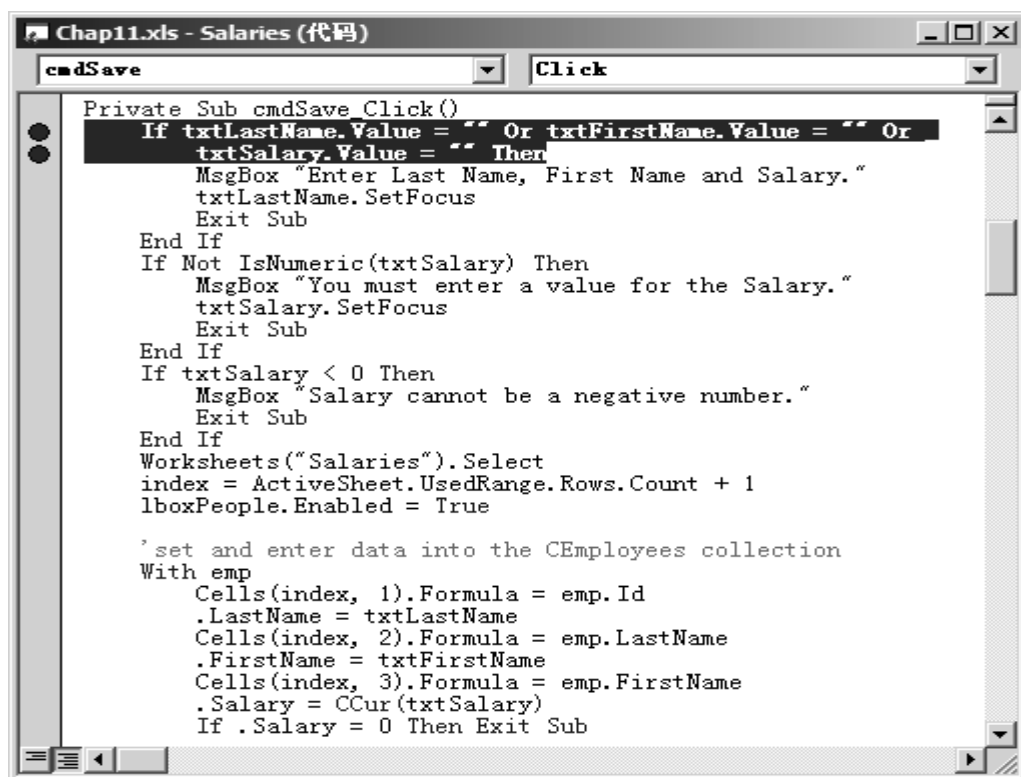 Chap11.xls - Salaries (代码)
cmdSave Click
Private Sub cmdSave_Click()
If txtLastName.Value = "" Or txtFirstName.Value = "" Or _
txtSalary.Value = "" Then
MsgBox "Enter Last Name, First Name and Salary."
txtLastName.SetFocus
Exit Sub
End If
If Not IsNumeric(txtSalary) Then
MsgBox "You must enter a value for the Salary."
txtSalary.SetFocus
Exit Sub
End If
If txtSalary < 0 Then
MsgBox "Salary cannot be a negative number."
Exit Sub
End If
Worksheets("Salaries").Select
index = ActiveSheet.UsedRange.Rows.Count + 1
lboxPeople.Enabled = True
'set and enter data into the CEmployees collection
With emp
Cells(index, 1).Formula = emp.Id
.LastName = txtLastName
Cells(index, 2).Formula = emp.LastName
.FirstName = txtFirstName
Cells(index, 3).Formula = emp.FirstName
.Salary = CCur(txtSalary)
If .Salary = 0 Then Exit Sub